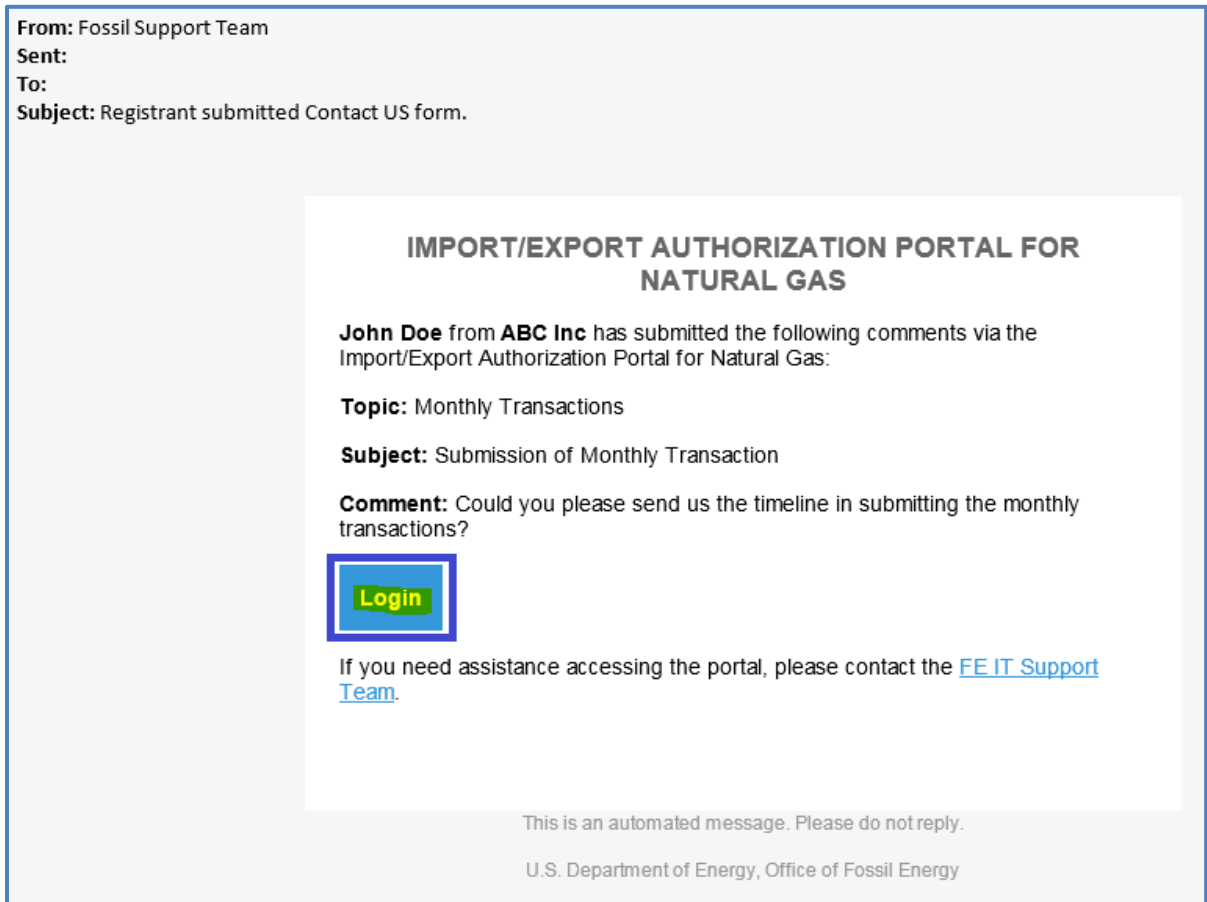 From: Fossil Support Team
Sent:
To:
Subject: Registrant submitted Contact US form.
IMPORT/EXPORT AUTHORIZATION PORTAL FOR
NATURAL GAS
John Doe from ABC Inc has submitted the following comments via the
Import/Export Authorization Portal for Natural Gas:
Topic: Monthly Transactions
Subject: Submission of Monthly Transaction
Comment: Could you please send us the timeline in submitting the monthly
transactions?
Login
If you need assistance accessing the portal, please contact the FE IT Support
Team.
This is an automated message. Please do not reply.
U.S. Department of Energy, Office of Fossil Energy